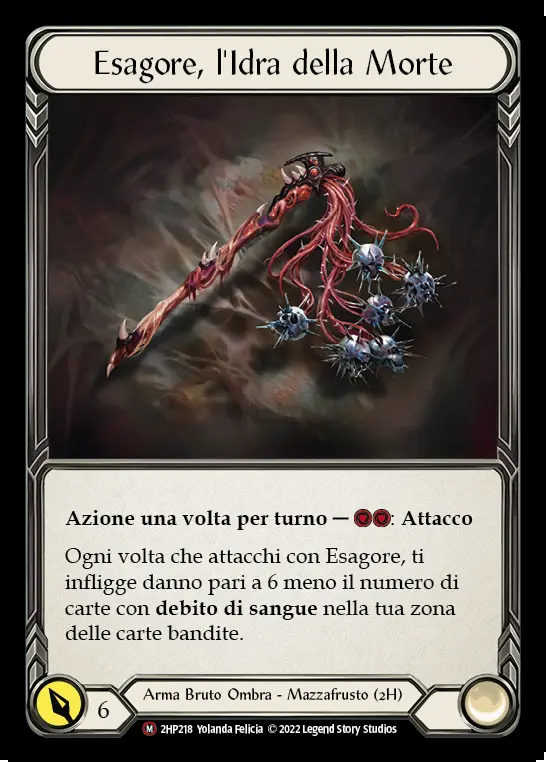 Esagore, l'Idra della Morte
Azione una volta per turno — : Attacco
Ogni volta che attacchi con Esagore, ti
infligge danno pari a 6 meno il numero di
carte con debito di sangue nella tua zona
delle carte bandite.
6
Arma Bruto Ombra - Mazzafrusto (2H)
M 2HP218 Yolanda Felicia © 2022 Legend Story Studios